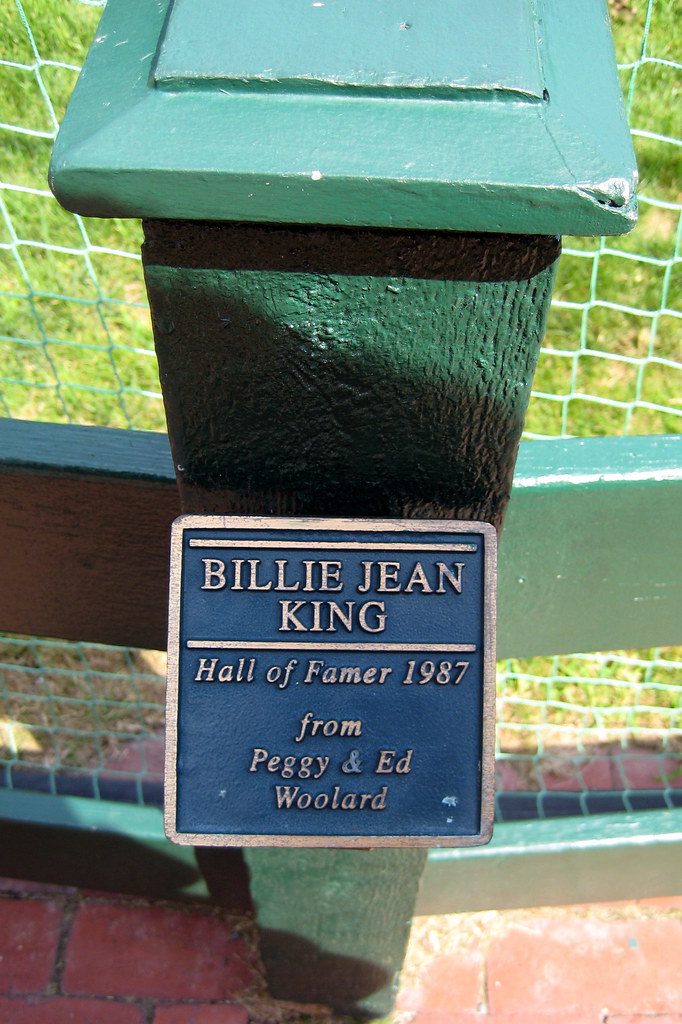 BILLIE JEAN
KING
Hall of Famer 1987
from
Peggy & Ed
Woolard